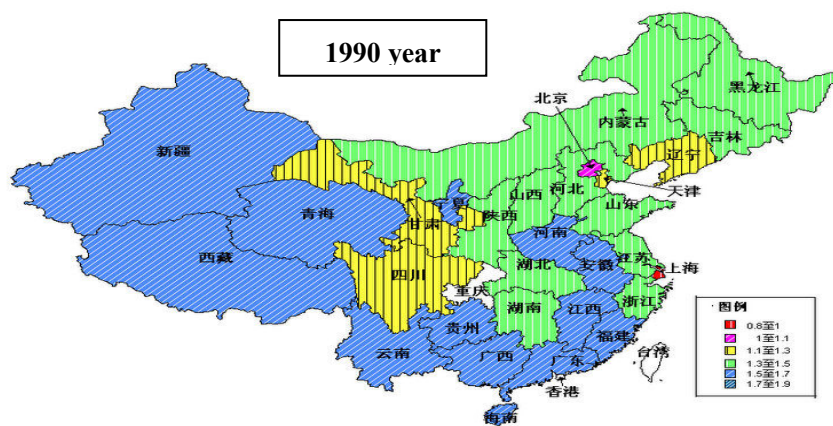 1990 year
黑龙江
北京
内蒙古
吉林
辽宁
新疆
天津
河北
山西
宁夏
青海
山东
陕西
甘肃
河南
西藏
江苏
安徽
上海
湖北
四川
重庆
浙江
湖南
江西
贵州
福建
云南
台湾
广西
广东
香港
海南
图例
0.8至1
1至1.1
1.1至1.3
1.3至1.5
1.5至1.7
1.7至1.9